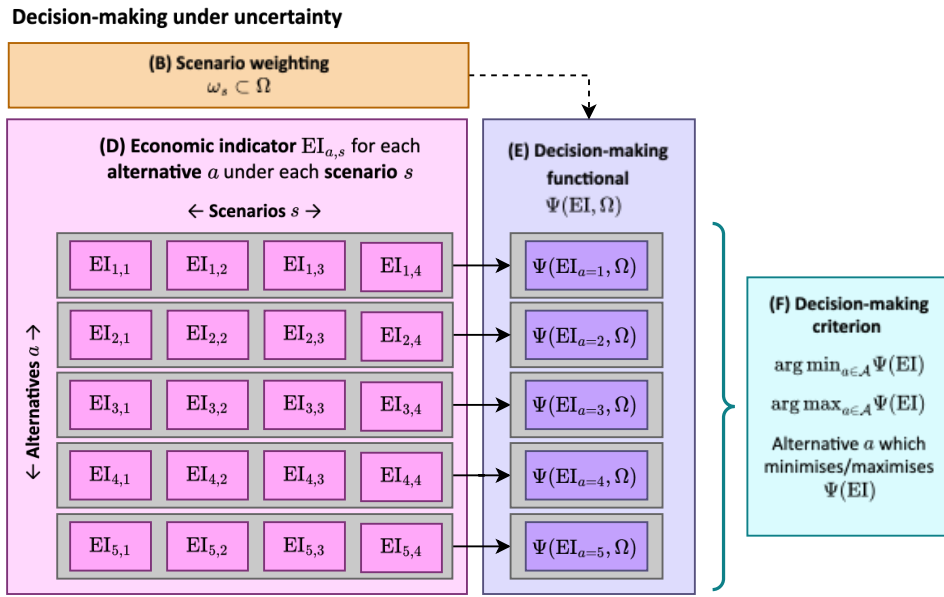 Decision-making under uncertainty
(B) Scenario weighting
ω_s ⊂ Ω
(D) Economic indicator EI_{a,s} for each
alternative a under each scenario s
← Scenarios s →
← Alternatives a →
EI_{1,1} EI_{1,2} EI_{1,3} EI_{1,4}
EI_{2,1} EI_{2,2} EI_{2,3} EI_{2,4}
EI_{3,1} EI_{3,2} EI_{3,3} EI_{3,4}
EI_{4,1} EI_{4,2} EI_{4,3} EI_{4,4}
EI_{5,1} EI_{5,2} EI_{5,3} EI_{5,4}
(E) Decision-making
functional
Ψ(EI, Ω)
Ψ(EI_{a=1}, Ω)
Ψ(EI_{a=2}, Ω)
Ψ(EI_{a=3}, Ω)
Ψ(EI_{a=4}, Ω)
Ψ(EI_{a=5}, Ω)
(F) Decision-making
criterion
arg min_{a∈𝒜} Ψ(EI)
arg max_{a∈𝒜} Ψ(EI)
Alternative a which
minimises/maximises
Ψ(EI)